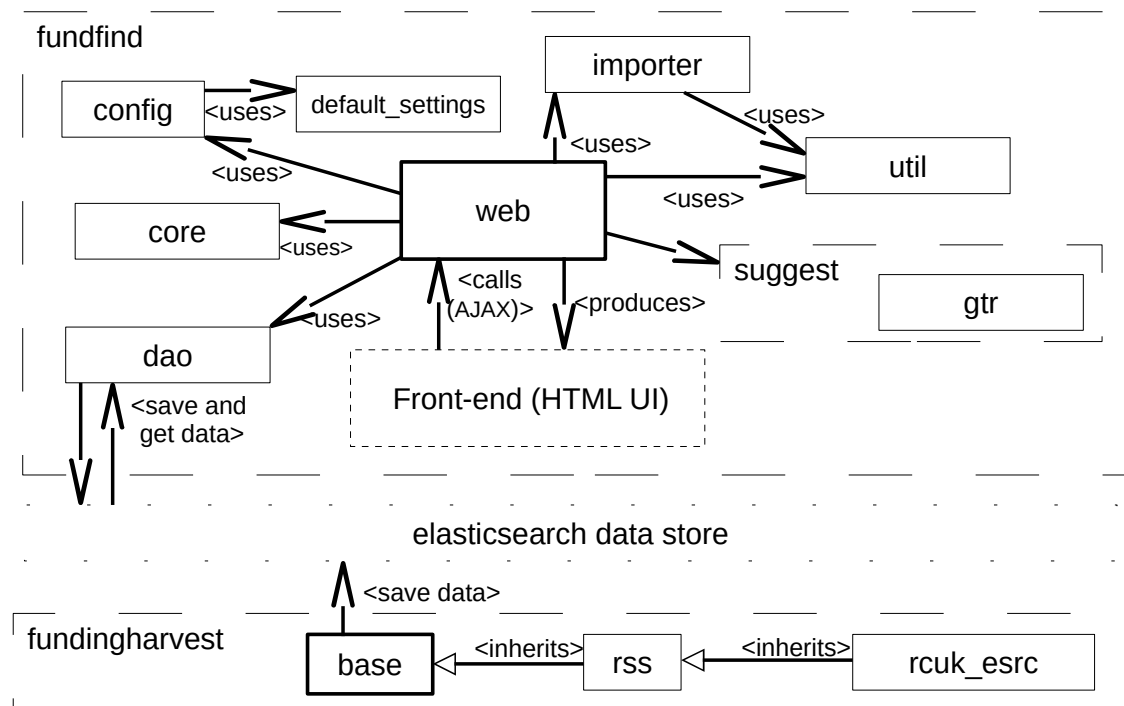 fundfind
importer
config
<uses>
default_settings
<uses>
<uses>
util
<uses>
web
<uses>
core
<uses>
suggest
gtr
<calls
(AJAX)>
<produces>
<uses>
dao
Front-end (HTML UI)
<save and
get data>
elasticsearch data store
<save data>
fundingharvest
base
<inherits>
rss
<inherits>
rcuk_esrc